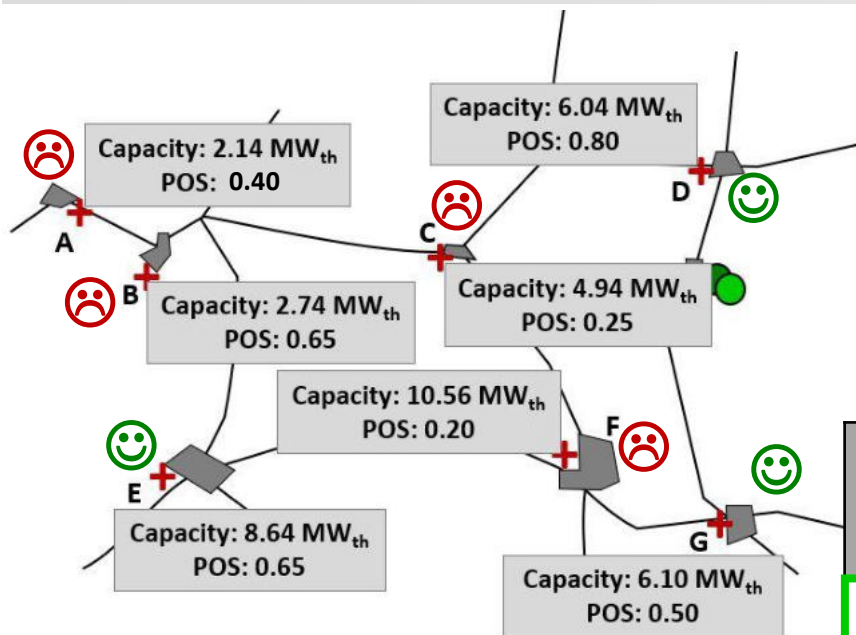 Capacity: 6.04 MWth
POS: 0.80
Capacity: 2.14 MWth
POS: 0.40
D
A
C
B
Capacity: 2.74 MWth
POS: 0.65
Capacity: 4.94 MWth
POS: 0.25
Capacity: 10.56 MWth
POS: 0.20
F
E
Capacity: 8.64 MWth
POS: 0.65
G
Capacity: 6.10 MWth
POS: 0.50